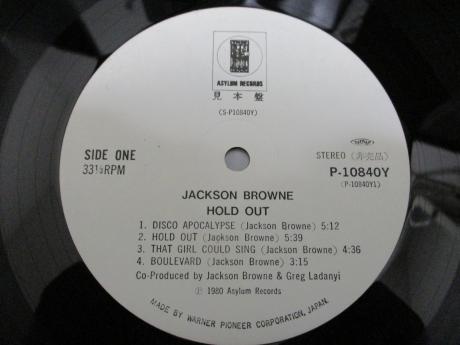 ASYLUM RECORDS
見本盤
(S-P10840Y)
SIDE ONE
33⅓RPM
STEREO (非売品)
P-10840Y
(P-10840Y1)
JACKSON BROWNE
HOLD OUT
1. DISCO APOCALYPSE (Jackson Browne) 5:12
2. HOLD OUT (Jackson Browne) 5:39
3. THAT GIRL COULD SING (Jackson Browne) 4:36
4. BOULEVARD (Jackson Browne) 3:15
Co-Produced by Jackson Browne & Greg Ladanyi
℗ 1980 Asylum Records
MADE BY WARNER PIONEER CORPORATION, JAPAN.